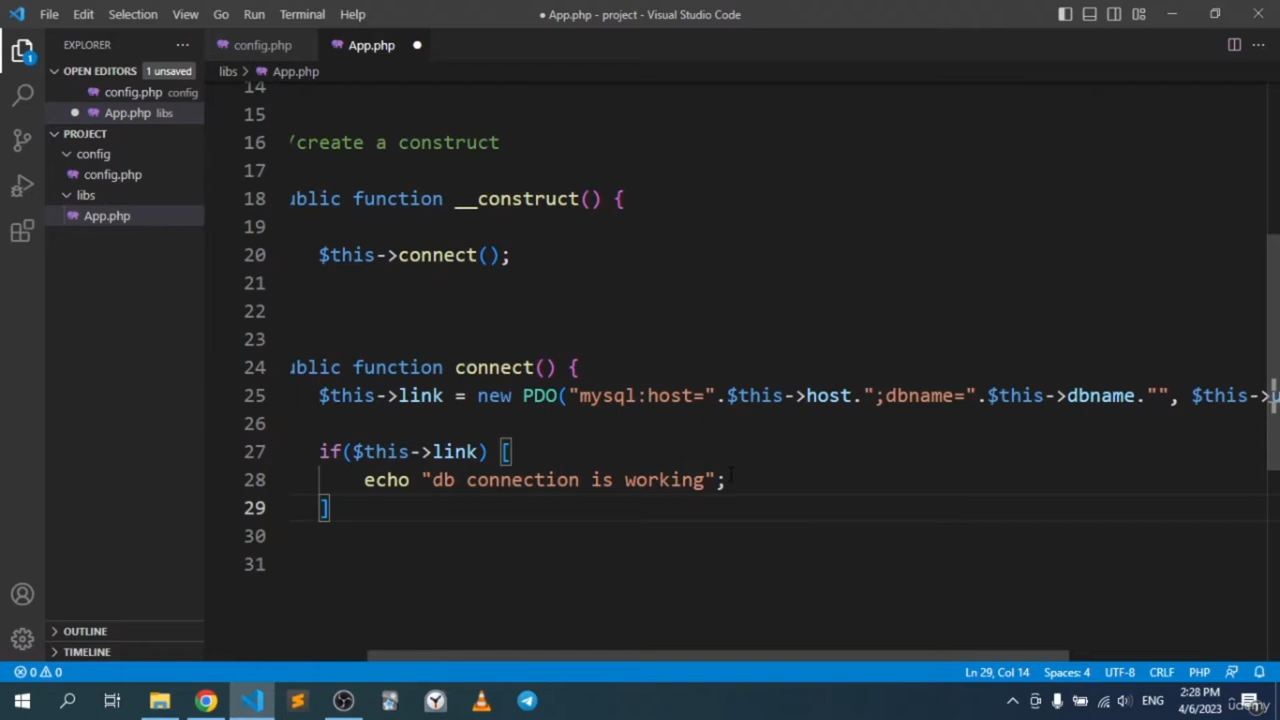 File Edit Selection View Go Run Terminal Help ● App.php - project - Visual Studio Code
EXPLORER
config.php
App.php
OPEN EDITORS 1 unsaved
libs > App.php
config.php config
App.php libs
PROJECT
config
config.php
libs
App.php
1
14
15
16 /create a construct
17
18 ublic function __construct() {
19
20 $this->connect();
21
22
23
24 ublic function connect() {
25 $this->link = new PDO("mysql:host=".$this->host.";dbname=".$this->dbname."", $this->u
27 if($this->link) [
28 echo "db connection is working";
29 ]
30
31
OUTLINE
TIMELINE
0 0
Ln 29, Col 14 Spaces: 4 UTF-8 CRLF PHP
ENG
2:28 PM
4/6/2023
udemy